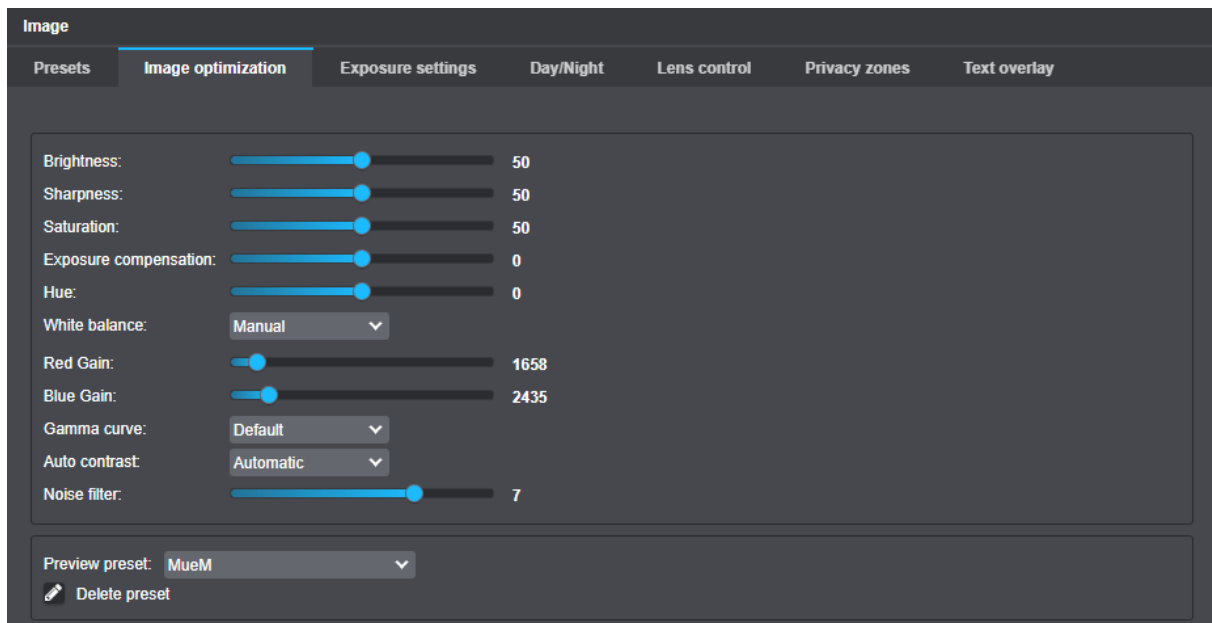 Image
Presets Image optimization Exposure settings Day/Night Lens control Privacy zones Text overlay
Brightness: 50
Sharpness: 50
Saturation: 50
Exposure compensation: 0
Hue: 0
White balance: Manual
Red Gain: 1658
Blue Gain: 2435
Gamma curve: Default
Auto contrast: Automatic
Noise filter: 7
Preview preset: MueM
Delete preset